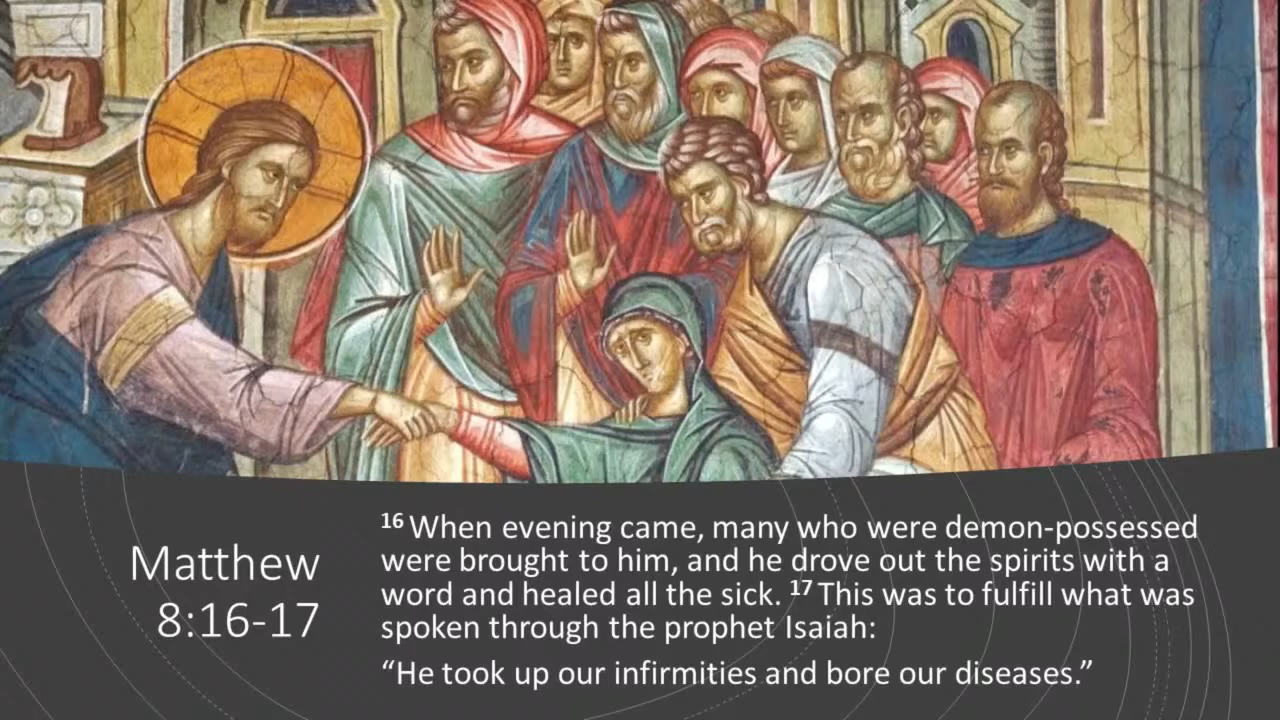 Matthew
8:16-17
16 When evening came, many who were demon-possessed
were brought to him, and he drove out the spirits with a
word and healed all the sick. 17 This was to fulfill what was
spoken through the prophet Isaiah:
“He took up our infirmities and bore our diseases.”